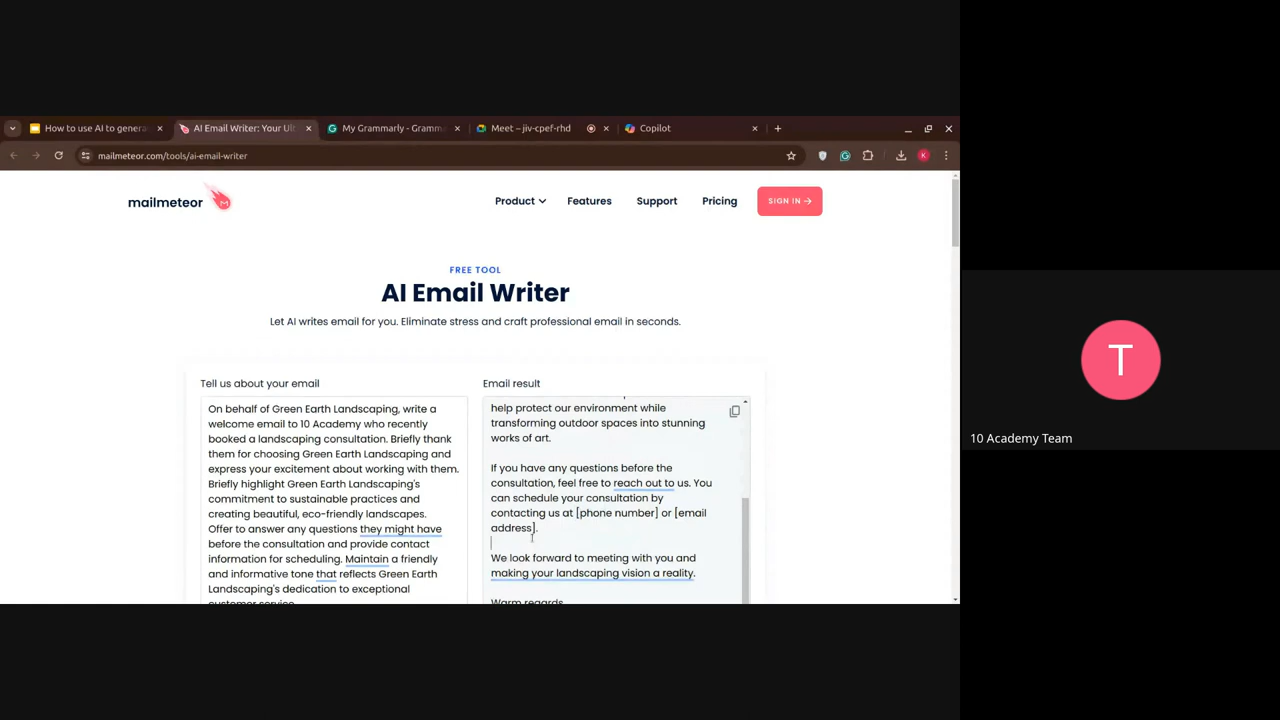 How to use AI to genera
AI Email Writer: Your Ult
My Grammarly - Gramm
Meet – jiv-cpef-rhd
Copilot
mailmeteor.com/tools/ai-email-writer
K
mailmeteor
M
Product
Features
Support
Pricing
SIGN IN →
FREE TOOL
AI Email Writer
Let AI writes email for you. Eliminate stress and craft professional email in seconds.
Tell us about your email
On behalf of Green Earth Landscaping, write a
welcome email to 10 Academy who recently
booked a landscaping consultation. Briefly thank
them for choosing Green Earth Landscaping and
express your excitement about working with them.
Briefly highlight Green Earth Landscaping's
commitment to sustainable practices and
creating beautiful, eco-friendly landscapes.
Offer to answer any questions they might have
before the consultation and provide contact
information for scheduling. Maintain a friendly
and informative tone that reflects Green Earth
Landscaping's dedication to exceptional
customer service.
Email result
help protect our environment while
transforming outdoor spaces into stunning
works of art.
If you have any questions before the
consultation, feel free to reach out to us. You
can schedule your consultation by
contacting us at [phone number] or [email
address].
We look forward to meeting with you and
making your landscaping vision a reality.
Warm regards,
T
10 Academy Team